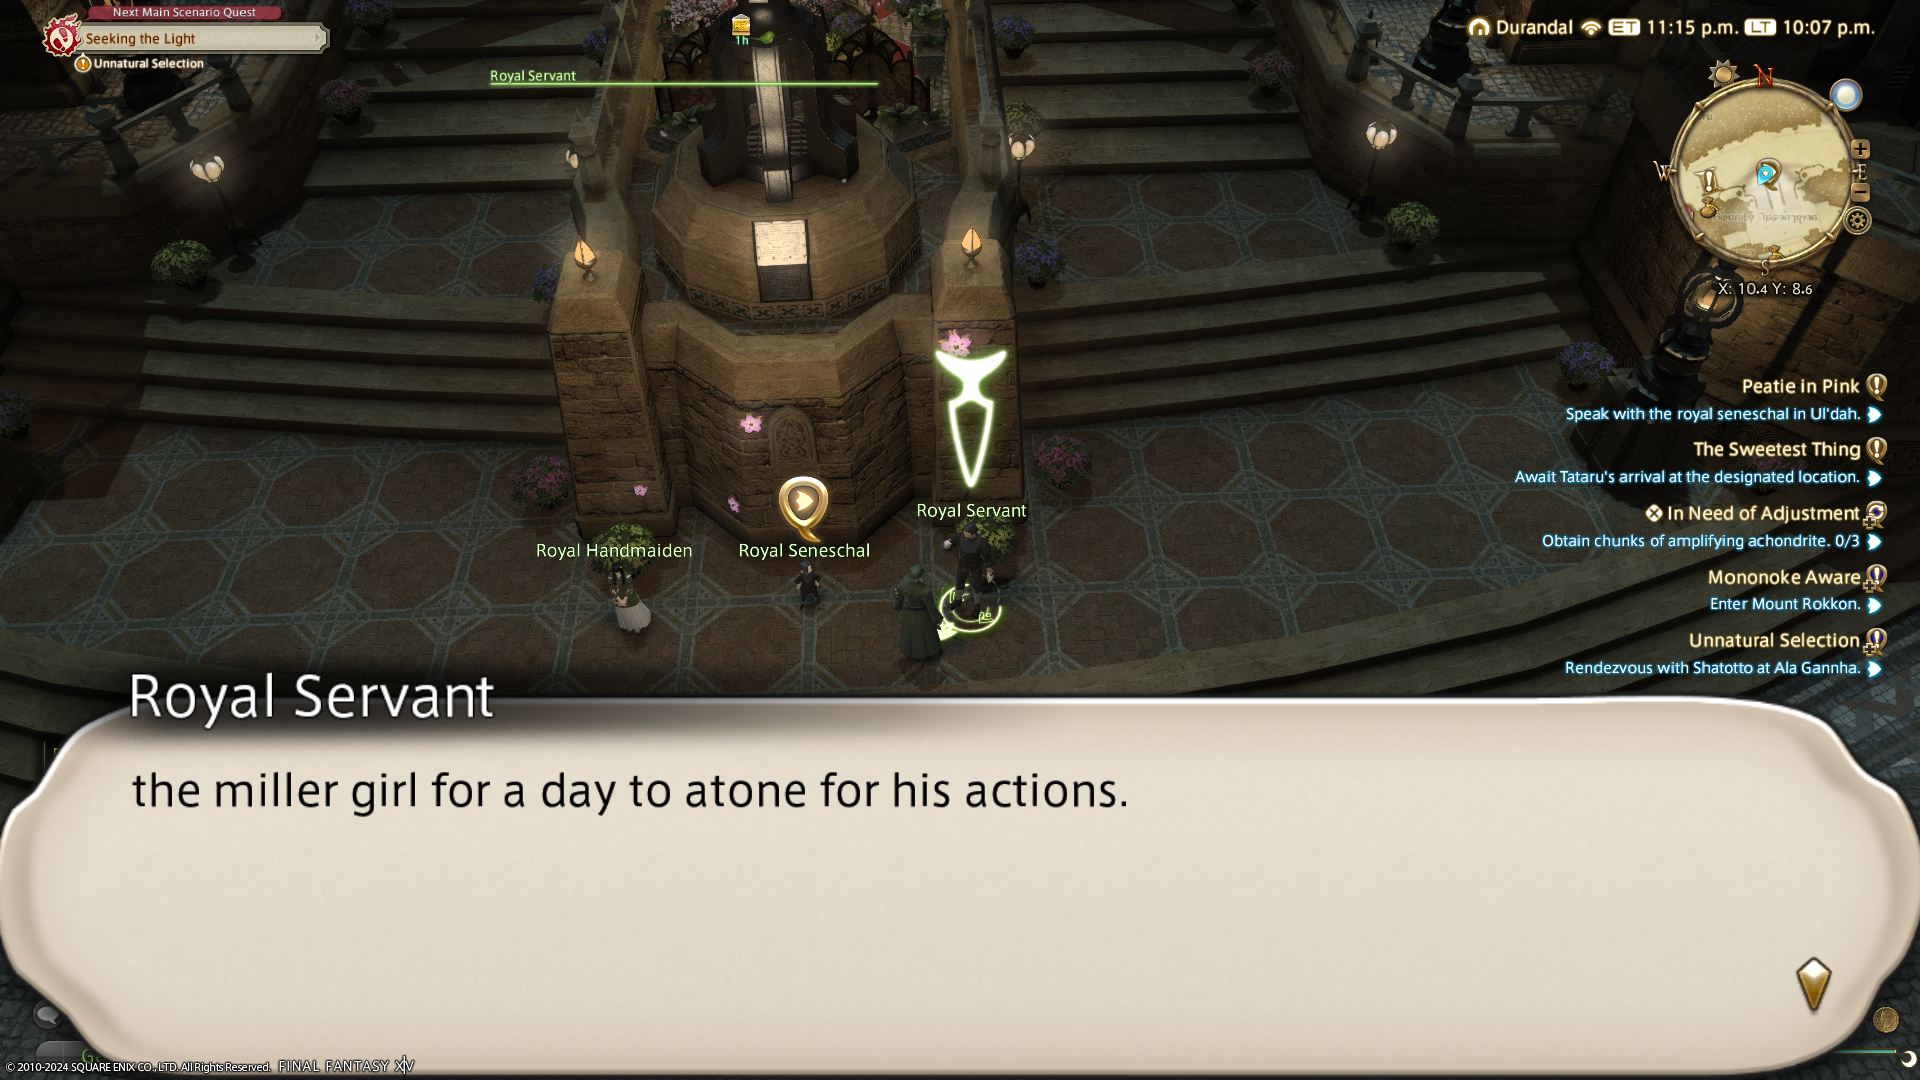 Next Main Scenario Quest
Seeking the Light
Unnatural Selection
1h
Royal Servant
Durandal ET 11:15 p.m. LT 10:07 p.m.
N
W
E
S
X: 10.4 Y: 8.6
Peatie in Pink
Speak with the royal seneschal in Ul'dah.
The Sweetest Thing
Await Tataru's arrival at the designated location.
In Need of Adjustment
Obtain chunks of amplifying achondrite. 0/3
Mononoke Aware
Enter Mount Rokkon.
Unnatural Selection
Rendezvous with Shatotto at Ala Gannha.
Royal Servant
Royal Handmaiden
Royal Seneschal
Royal Servant
the miller girl for a day to atone for his actions.
© 2010-2024 SQUARE ENIX CO., LTD. All Rights Reserved. FINAL FANTASY XIV